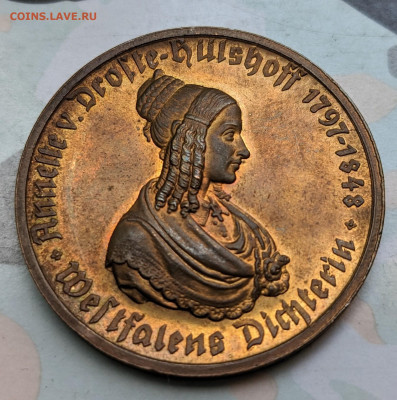 COINS.LAVE.RU
Annette v. Droste-Hülshoff 1797-1848
Westfalens Dichterin